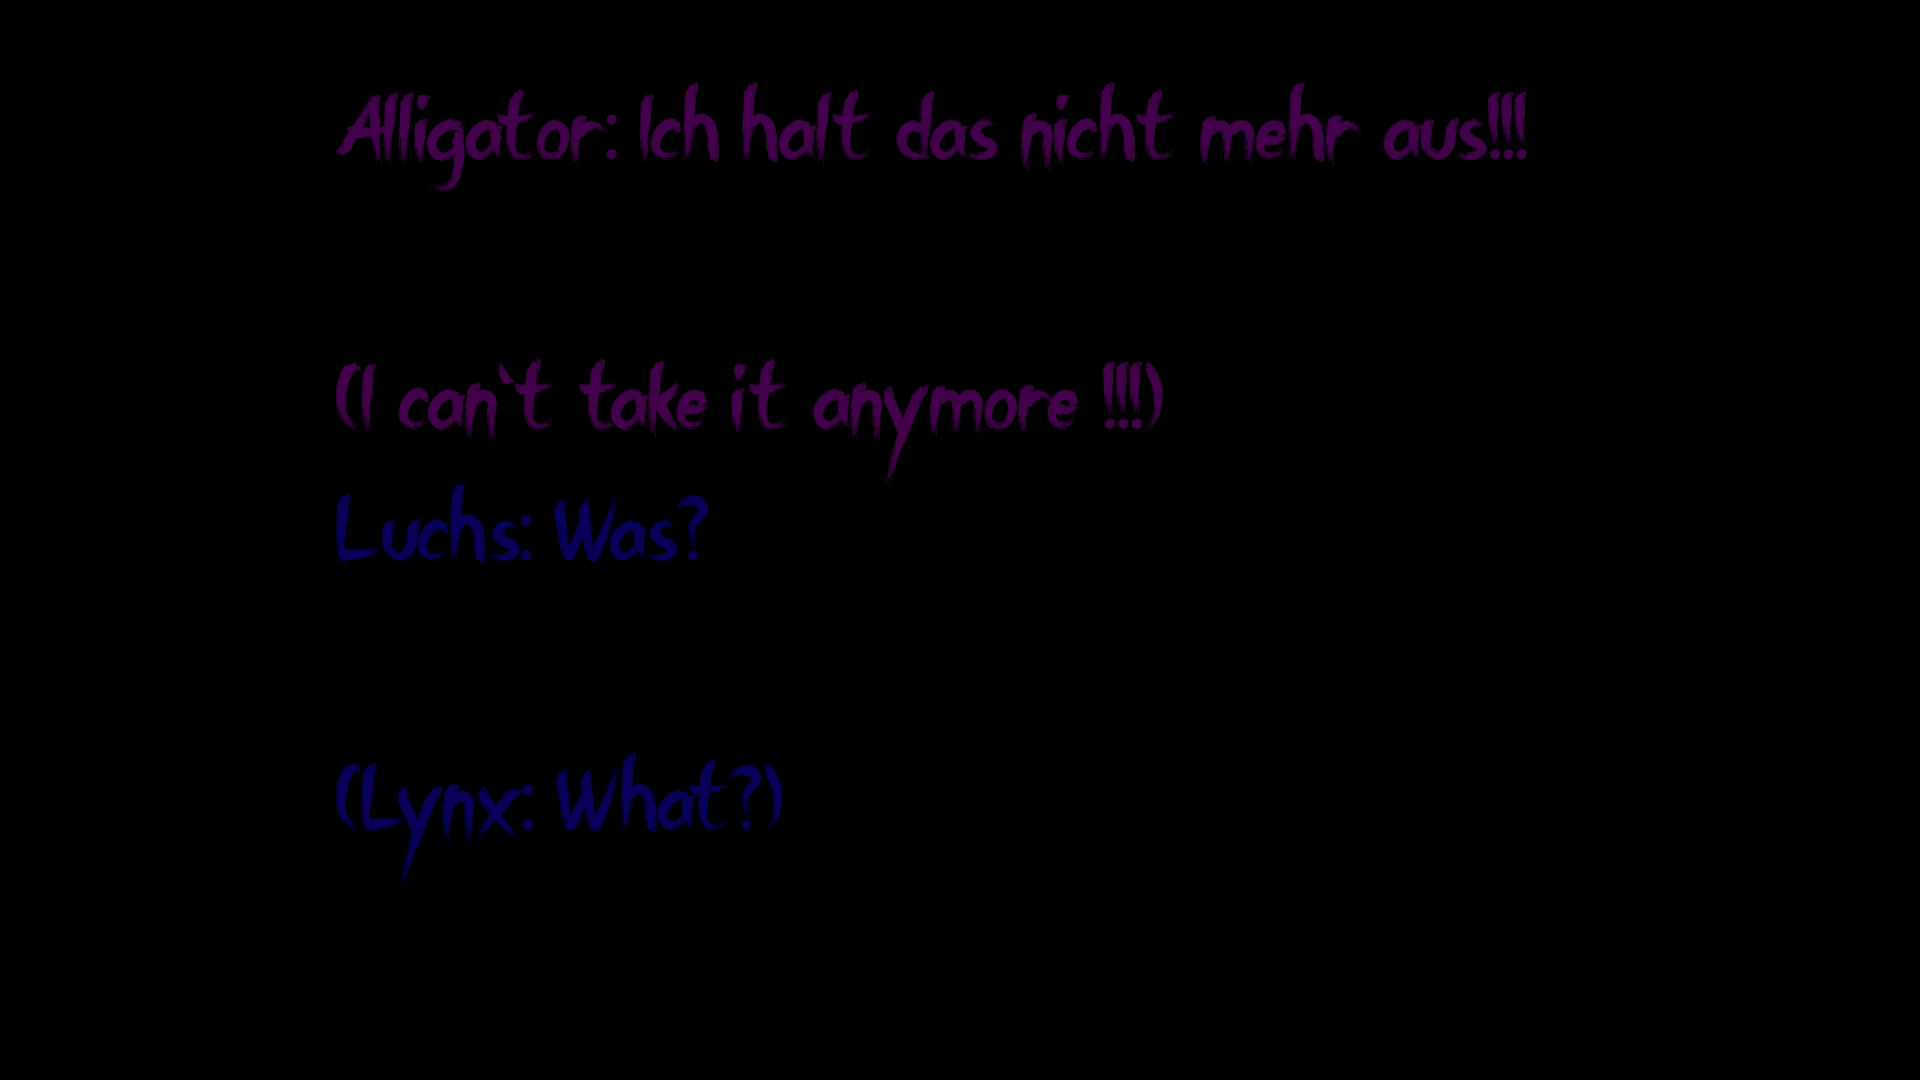 Alligator: Ich halt das nicht mehr aus!!!
(I can`t take it anymore !!!)
Luchs: Was?
(Lynx: What?)